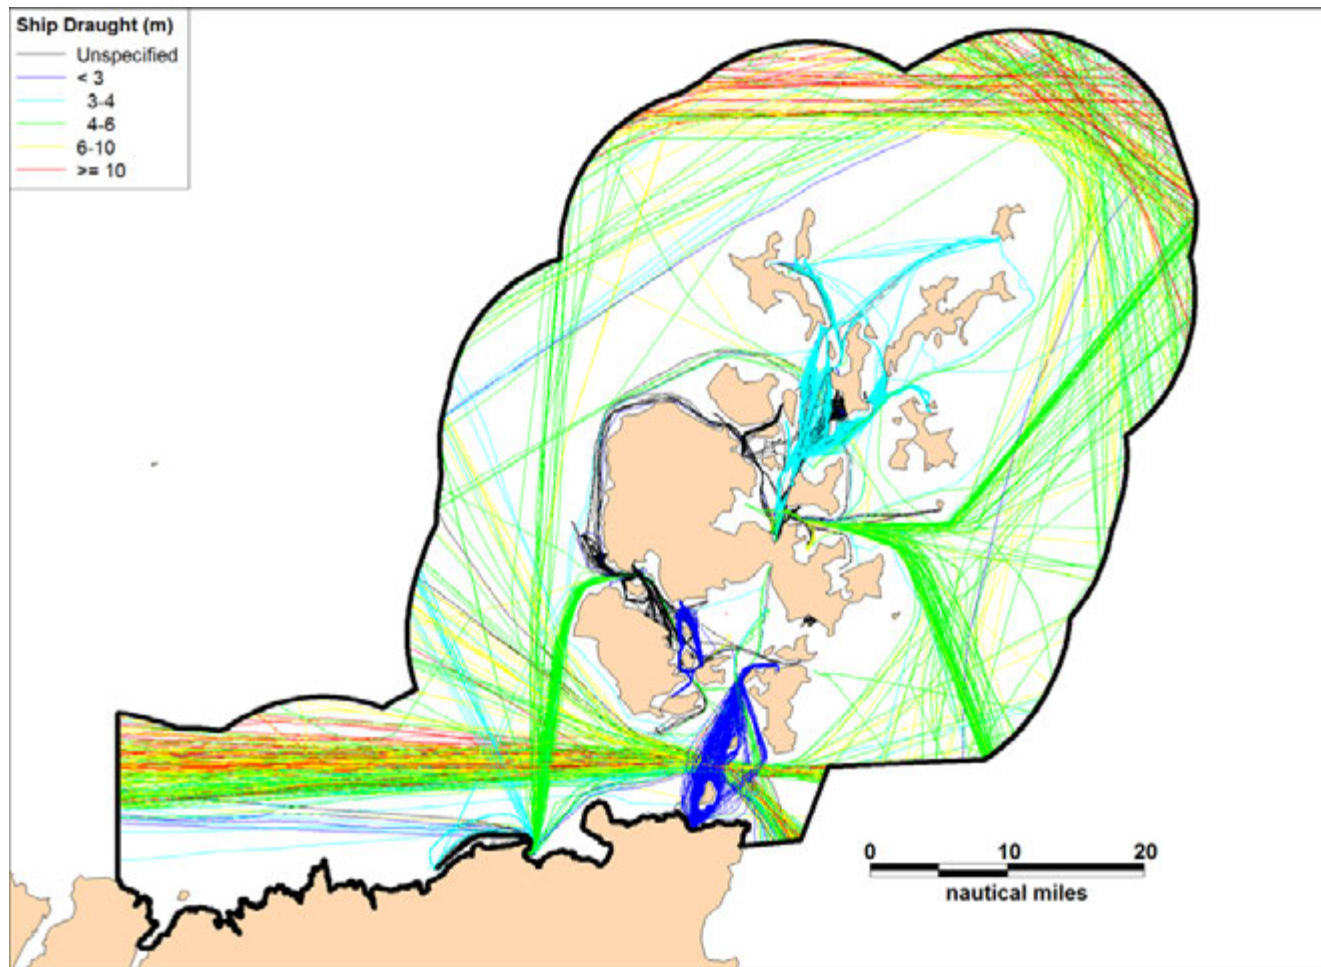 Ship Draught (m)
Unspecified
< 3
3-4
4-6
6-10
>= 10
0 10 20
nautical miles